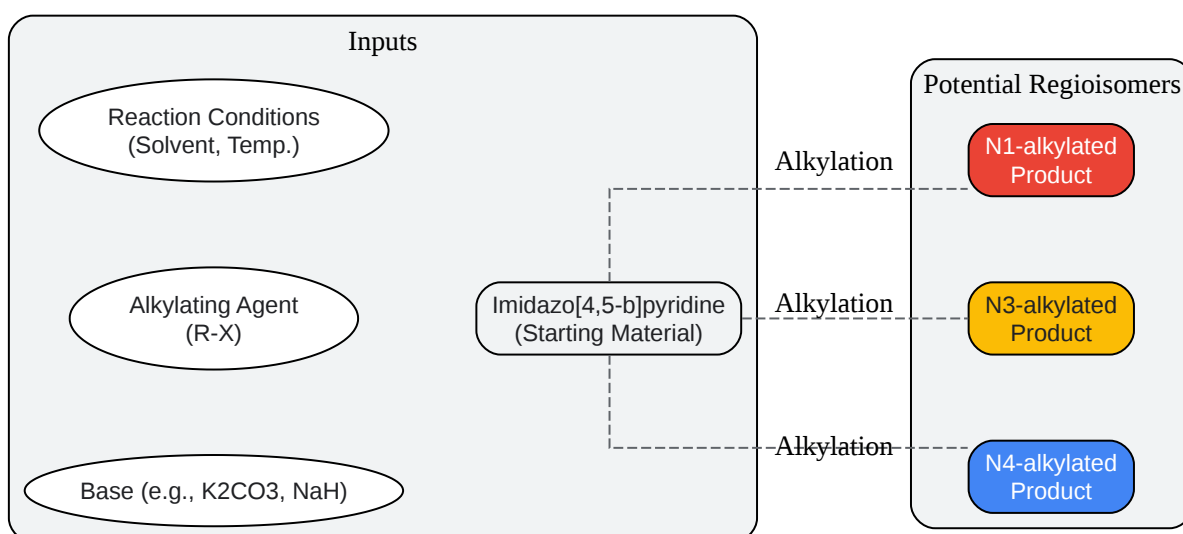 Inputs
Reaction Conditions
(Solvent, Temp.)
Alkylating Agent
(R-X)
Base (e.g., K2CO3, NaH)
Imidazo[4,5-b]pyridine
(Starting Material)
Alkylation
Alkylation
Alkylation
Potential Regioisomers
N1-alkylated
Product
N3-alkylated
Product
N4-alkylated
Product